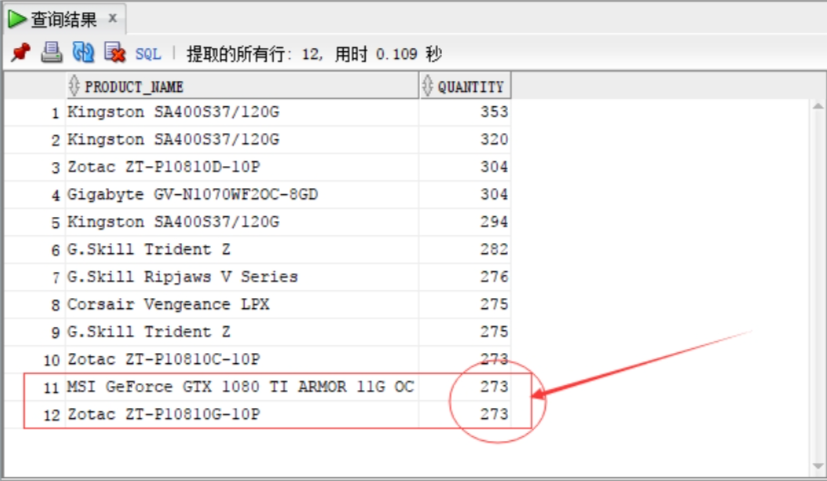 查询结果 x
SQL | 提取的所有行: 12, 用时 0.109 秒
PRODUCT_NAME QUANTITY
1 Kingston SA400S37/120G 353
2 Kingston SA400S37/120G 320
3 Zotac ZT-P10810D-10P 304
4 Gigabyte GV-N1070WF2OC-8GD 304
5 Kingston SA400S37/120G 294
6 G.Skill Trident Z 282
7 G.Skill Ripjaws V Series 276
8 Corsair Vengeance LPX 275
9 G.Skill Trident Z 275
10 Zotac ZT-P10810C-10P 273
11 MSI GeForce GTX 1080 TI ARMOR 11G OC 273
12 Zotac ZT-P10810G-10P 273